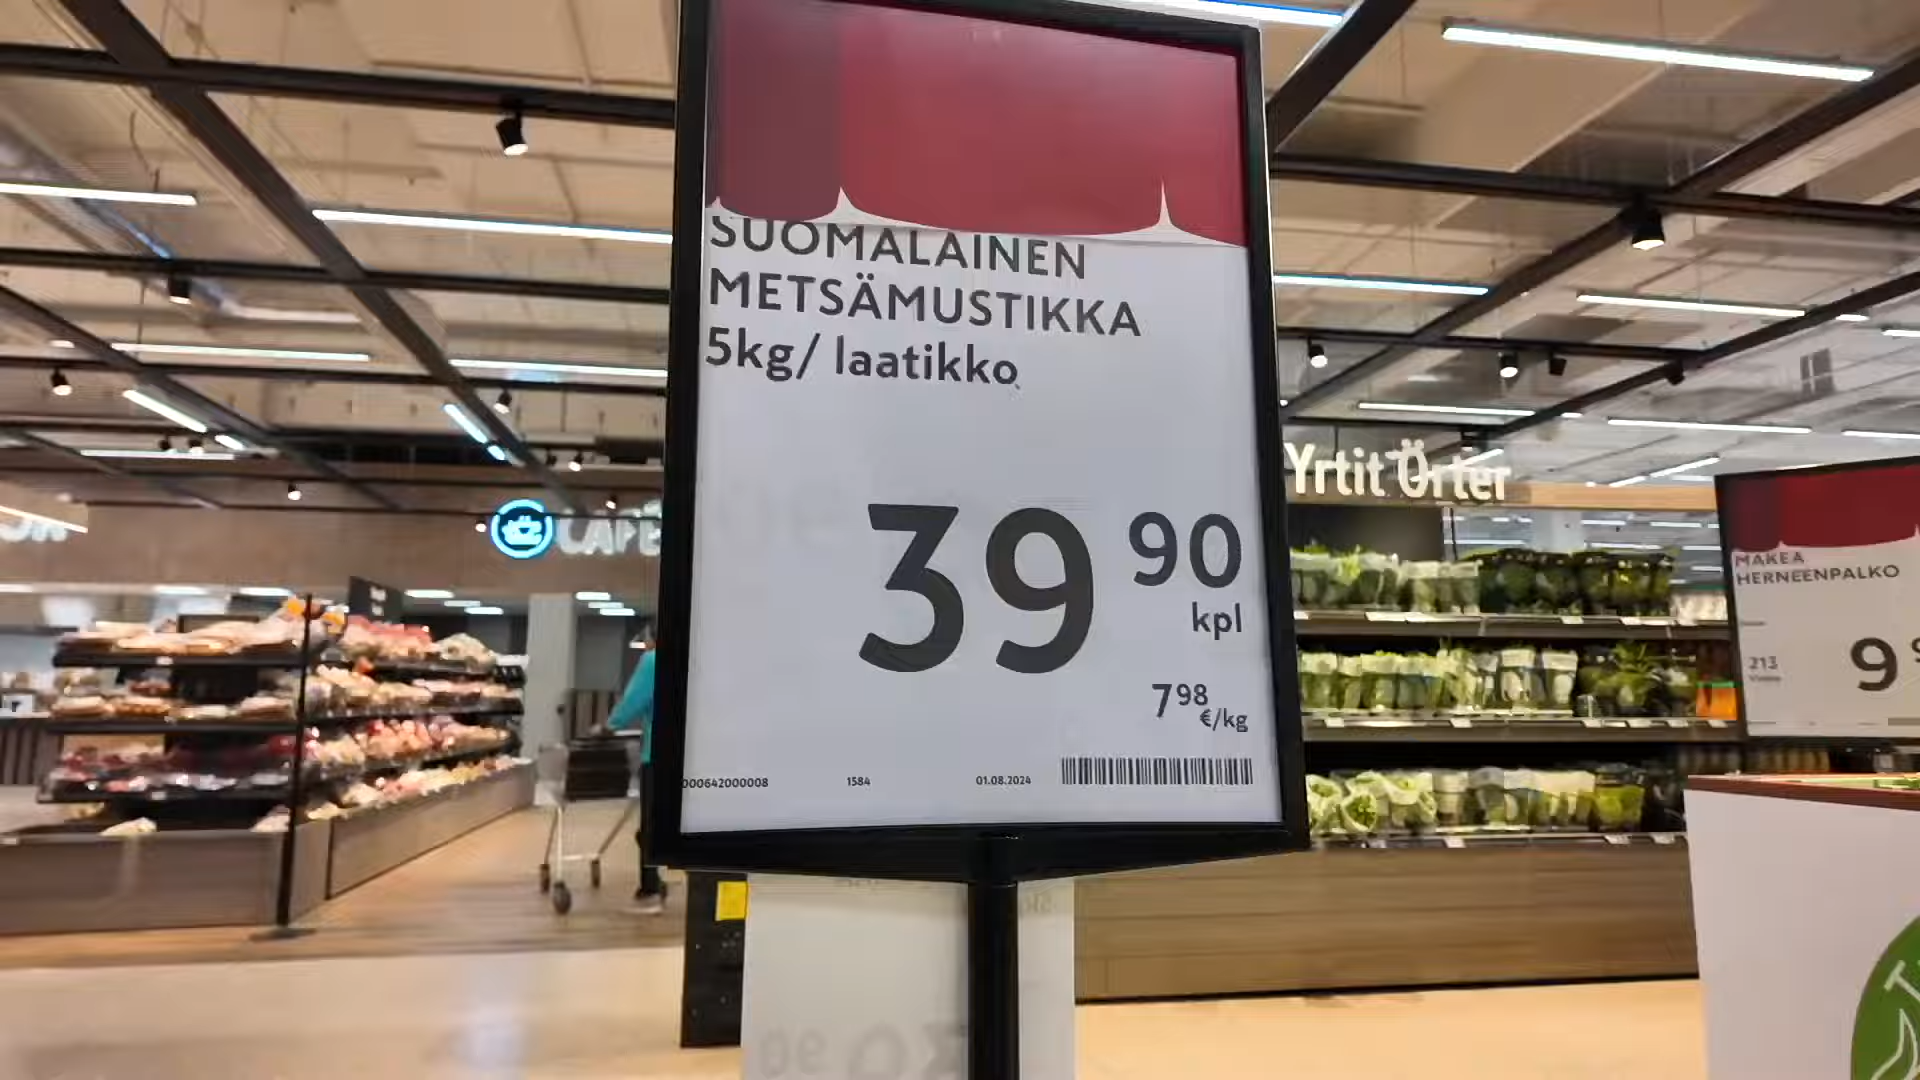 SUOMALAINEN
METSÄMUSTIKKA
5kg/ laatikko
39 90
kpl
7 98
€/kg
000642000008 1584 01.08.2024
CAFE
Yrtit Örter
MAKEA
HERNEENPALKO
213
9